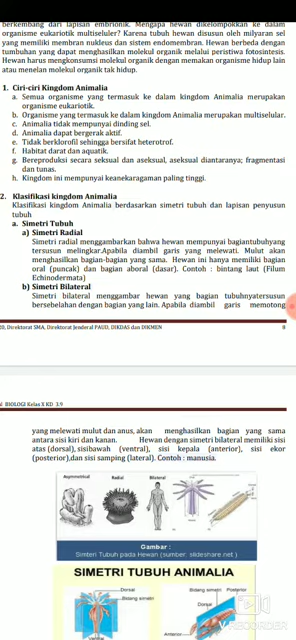 berkembang dari lapisan embrionik. Mengapa hewan dikelompokkan ke dalam
organisme eukariotik multiseluler? Karena tubuh hewan disusun oleh milyaran sel
yang memiliki membran nukleus dan sistem endomembran. Hewan berbeda dengan
tumbuhan yang dapat menghasilkan molekul organik melalui peristiwa fotosintesis.
Hewan harus mengkonsumsi molekul organik dengan memakan organisme hidup lain
atau menelan molekul organik tak hidup.
1. Ciri-ciri Kingdom Animalia
a. Semua organisme yang termasuk ke dalam kingdom Animalia merupakan
organisme eukariotik.
b. Organisme yang termasuk ke dalam kingdom Animalia merupakan multiselular.
c. Animalia tidak mempunyai dinding sel.
d. Animalia dapat bergerak aktif.
e. Tidak berklorofil sehingga bersifat heterotrof.
f. Habitat darat dan aquatik.
g. Bereproduksi secara seksual dan aseksual, aseksual diantaranya; fragmentasi
dan tunas.
h. Kingdom ini mempunyai keanekaragaman paling tinggi.
2. Klasifikasi kingdom Animalia
Klasifikasi kingdom Animalia berdasarkan simetri tubuh dan lapisan penyusun
tubuh
a. Simetri Tubuh
a) Simetri Radial
Simetri radial menggambarkan bahwa hewan mempunyai bagiantubuhyang
tersusun melingkar.Apabila diambil garis yang melewati. Mulut akan
menghasilkan bagian-bagian yang sama. Hewan ini hanya memiliki bagian
oral (puncak) dan bagian aboral (dasar). Contoh : bintang laut (Filum
Echinodermata)
b) Simetri Bilateral
Simetri bilateral menggambar hewan yang bagian tubuhnyatersusun
bersebelahan dengan bagian yang lain. Apabila diambil garis memotong
20, Direktorat SMA, Direktorat Jenderal PAUD, DIKDAS dan DIKMEN 8
BIOLOGI Kelas X KD 3.9
yang melewati mulut dan anus, akan menghasilkan bagian yang sama
antara sisi kiri dan kanan. Hewan dengan simetri bilateral memiliki sisi
atas (dorsal), sisibawah (ventral), sisi kepala (anterior), sisi ekor
(posterior),dan sisi samping (lateral). Contoh : manusia.
Asymmetrical Radial Bilateral
Gambar :
Simteri Tubuh pada Hewan (sumber: slideshare.net )
SIMETRI TUBUH ANIMALIA
Dorsal
Bidang simetri
Bidang simetri Posterior
Dorsal
Anterior
Ventral
RECORDER